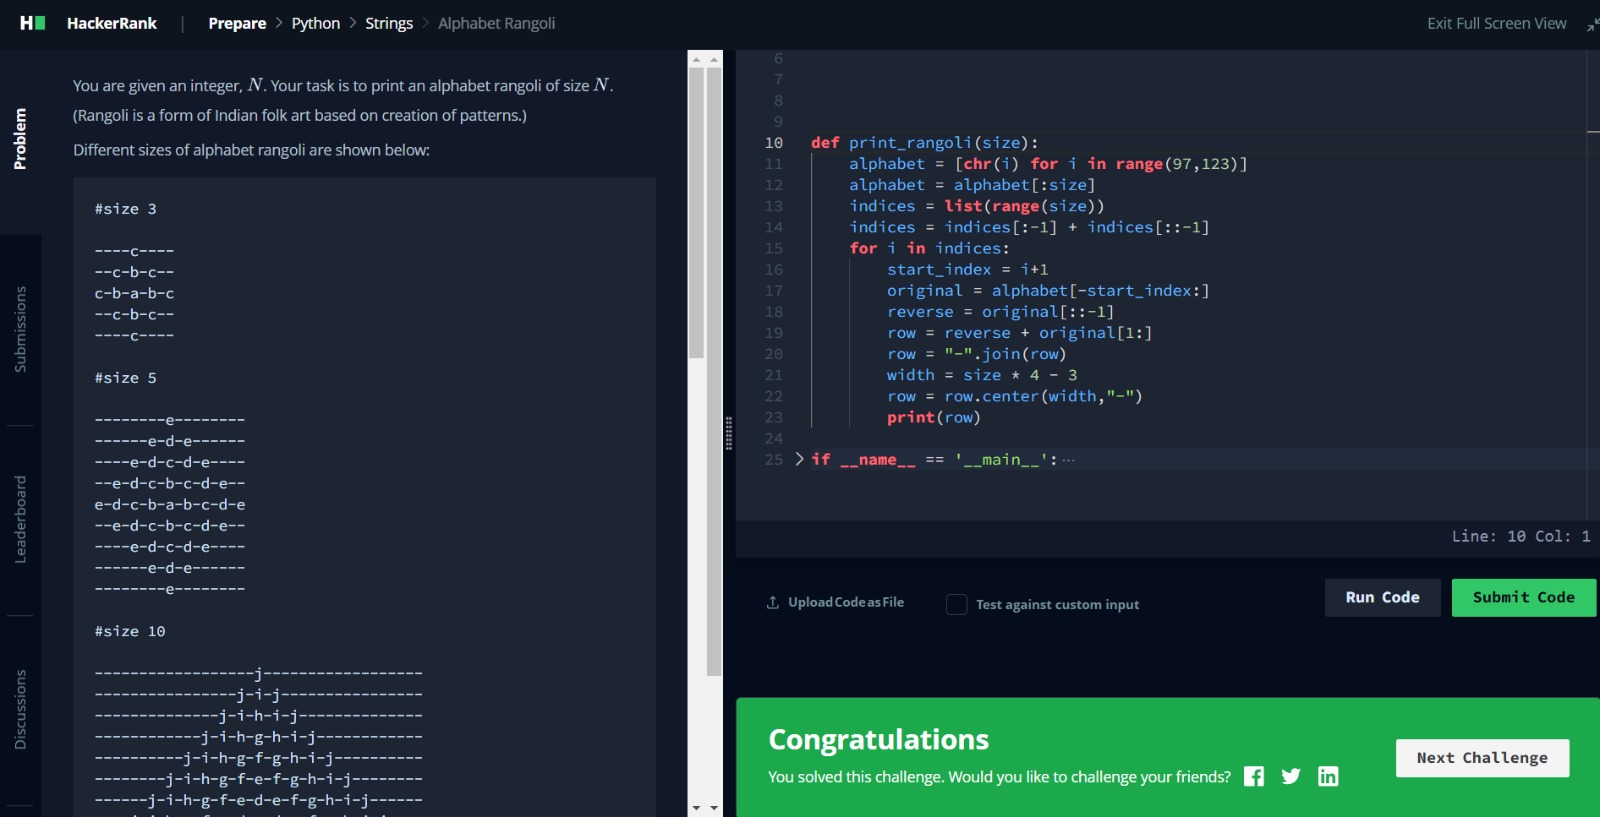 HackerRank | Prepare > Python > Strings > Alphabet Rangoli
Exit Full Screen View
Problem
Submissions
Leaderboard
Discussions
You are given an integer, N. Your task is to print an alphabet rangoli of size N.
(Rangoli is a form of Indian folk art based on creation of patterns.)
Different sizes of alphabet rangoli are shown below:
#size 3
----c----
--c-b-c--
c-b-a-b-c
--c-b-c--
----c----
#size 5
--------e--------
------e-d-e------
----e-d-c-d-e----
--e-d-c-b-c-d-e--
e-d-c-b-a-b-c-d-e
--e-d-c-b-c-d-e--
----e-d-c-d-e----
------e-d-e------
--------e--------
#size 10
------------------j------------------
----------------j-i-j----------------
--------------j-i-h-i-j--------------
------------j-i-h-g-h-i-j------------
----------j-i-h-g-f-g-h-i-j----------
--------j-i-h-g-f-e-f-g-h-i-j--------
------j-i-h-g-f-e-d-e-f-g-h-i-j------
6
7
8
9
10 def print_rangoli(size):
11     alphabet = [chr(i) for i in range(97,123)]
12     alphabet = alphabet[:size]
13     indices = list(range(size))
14     indices = indices[:-1] + indices[::-1]
15     for i in indices:
16         start_index = i+1
17         original = alphabet[-start_index:]
18         reverse = original[::-1]
19         row = reverse + original[1:]
20         row = "-".join(row)
21         width = size * 4 - 3
22         row = row.center(width,"-")
23         print(row)
24
25 > if __name__ == '__main__': ···
Line: 10 Col: 1
Upload Code as File
Test against custom input
Run Code
Submit Code
Congratulations
You solved this challenge. Would you like to challenge your friends?
Next Challenge